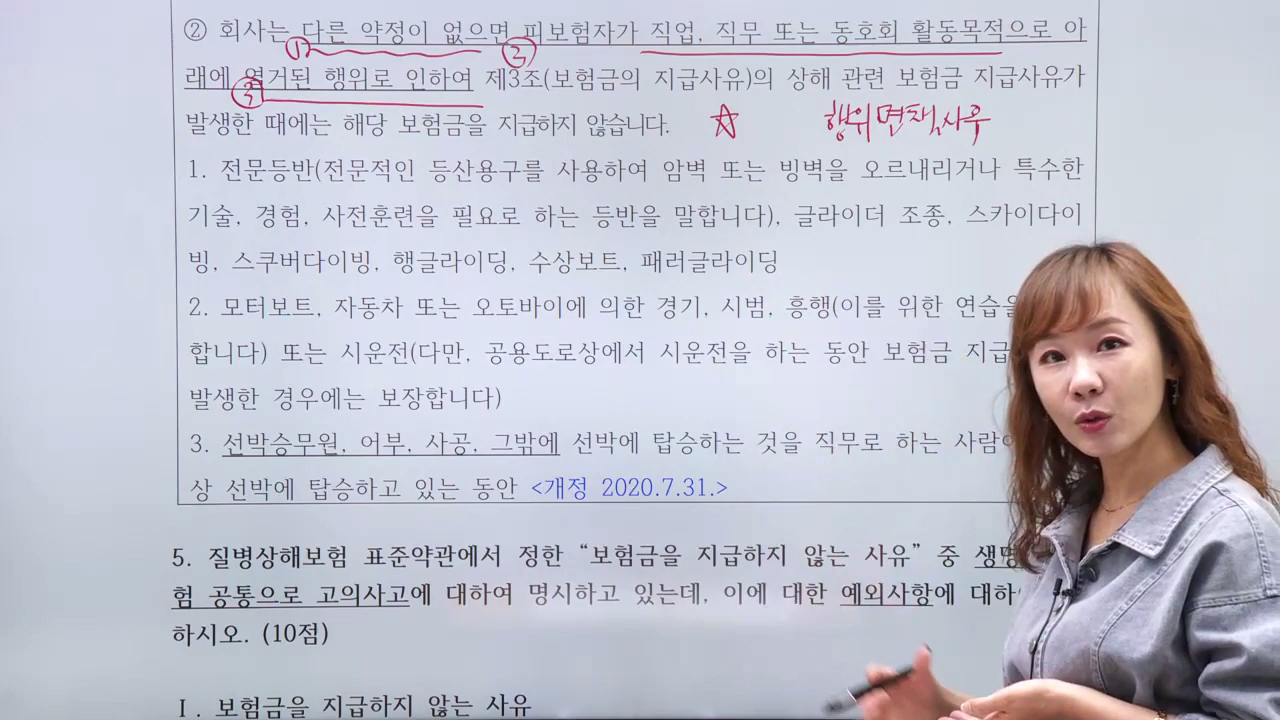 ② 회사는 다른 약정이 없으면 피보험자가 직업, 직무 또는 동호회 활동목적으로 아
① ②
래에 열거된 행위로 인하여 제3조(보험금의 지급사유)의 상해 관련 보험금 지급사유가
③
발생한 때에는 해당 보험금을 지급하지 않습니다. ☆ 행위면책사유
1. 전문등반(전문적인 등산용구를 사용하여 암벽 또는 빙벽을 오르내리거나 특수한
기술, 경험, 사전훈련을 필요로 하는 등반을 말합니다), 글라이더 조종, 스카이다이
빙, 스쿠버다이빙, 행글라이딩, 수상보트, 패러글라이딩
2. 모터보트, 자동차 또는 오토바이에 의한 경기, 시범, 흥행(이를 위한 연습을
합니다) 또는 시운전(다만, 공용도로상에서 시운전을 하는 동안 보험금 지급
발생한 경우에는 보장합니다)
3. 선박승무원, 어부, 사공, 그밖에 선박에 탑승하는 것을 직무로 하는 사람이
상 선박에 탑승하고 있는 동안 <개정 2020.7.31.>
5. 질병상해보험 표준약관에서 정한 “보험금을 지급하지 않는 사유” 중 생명
험 공통으로 고의사고에 대하여 명시하고 있는데, 이에 대한 예외사항에 대하
하시오. (10점)
Ⅰ. 보험금을 지급하지 않는 사유